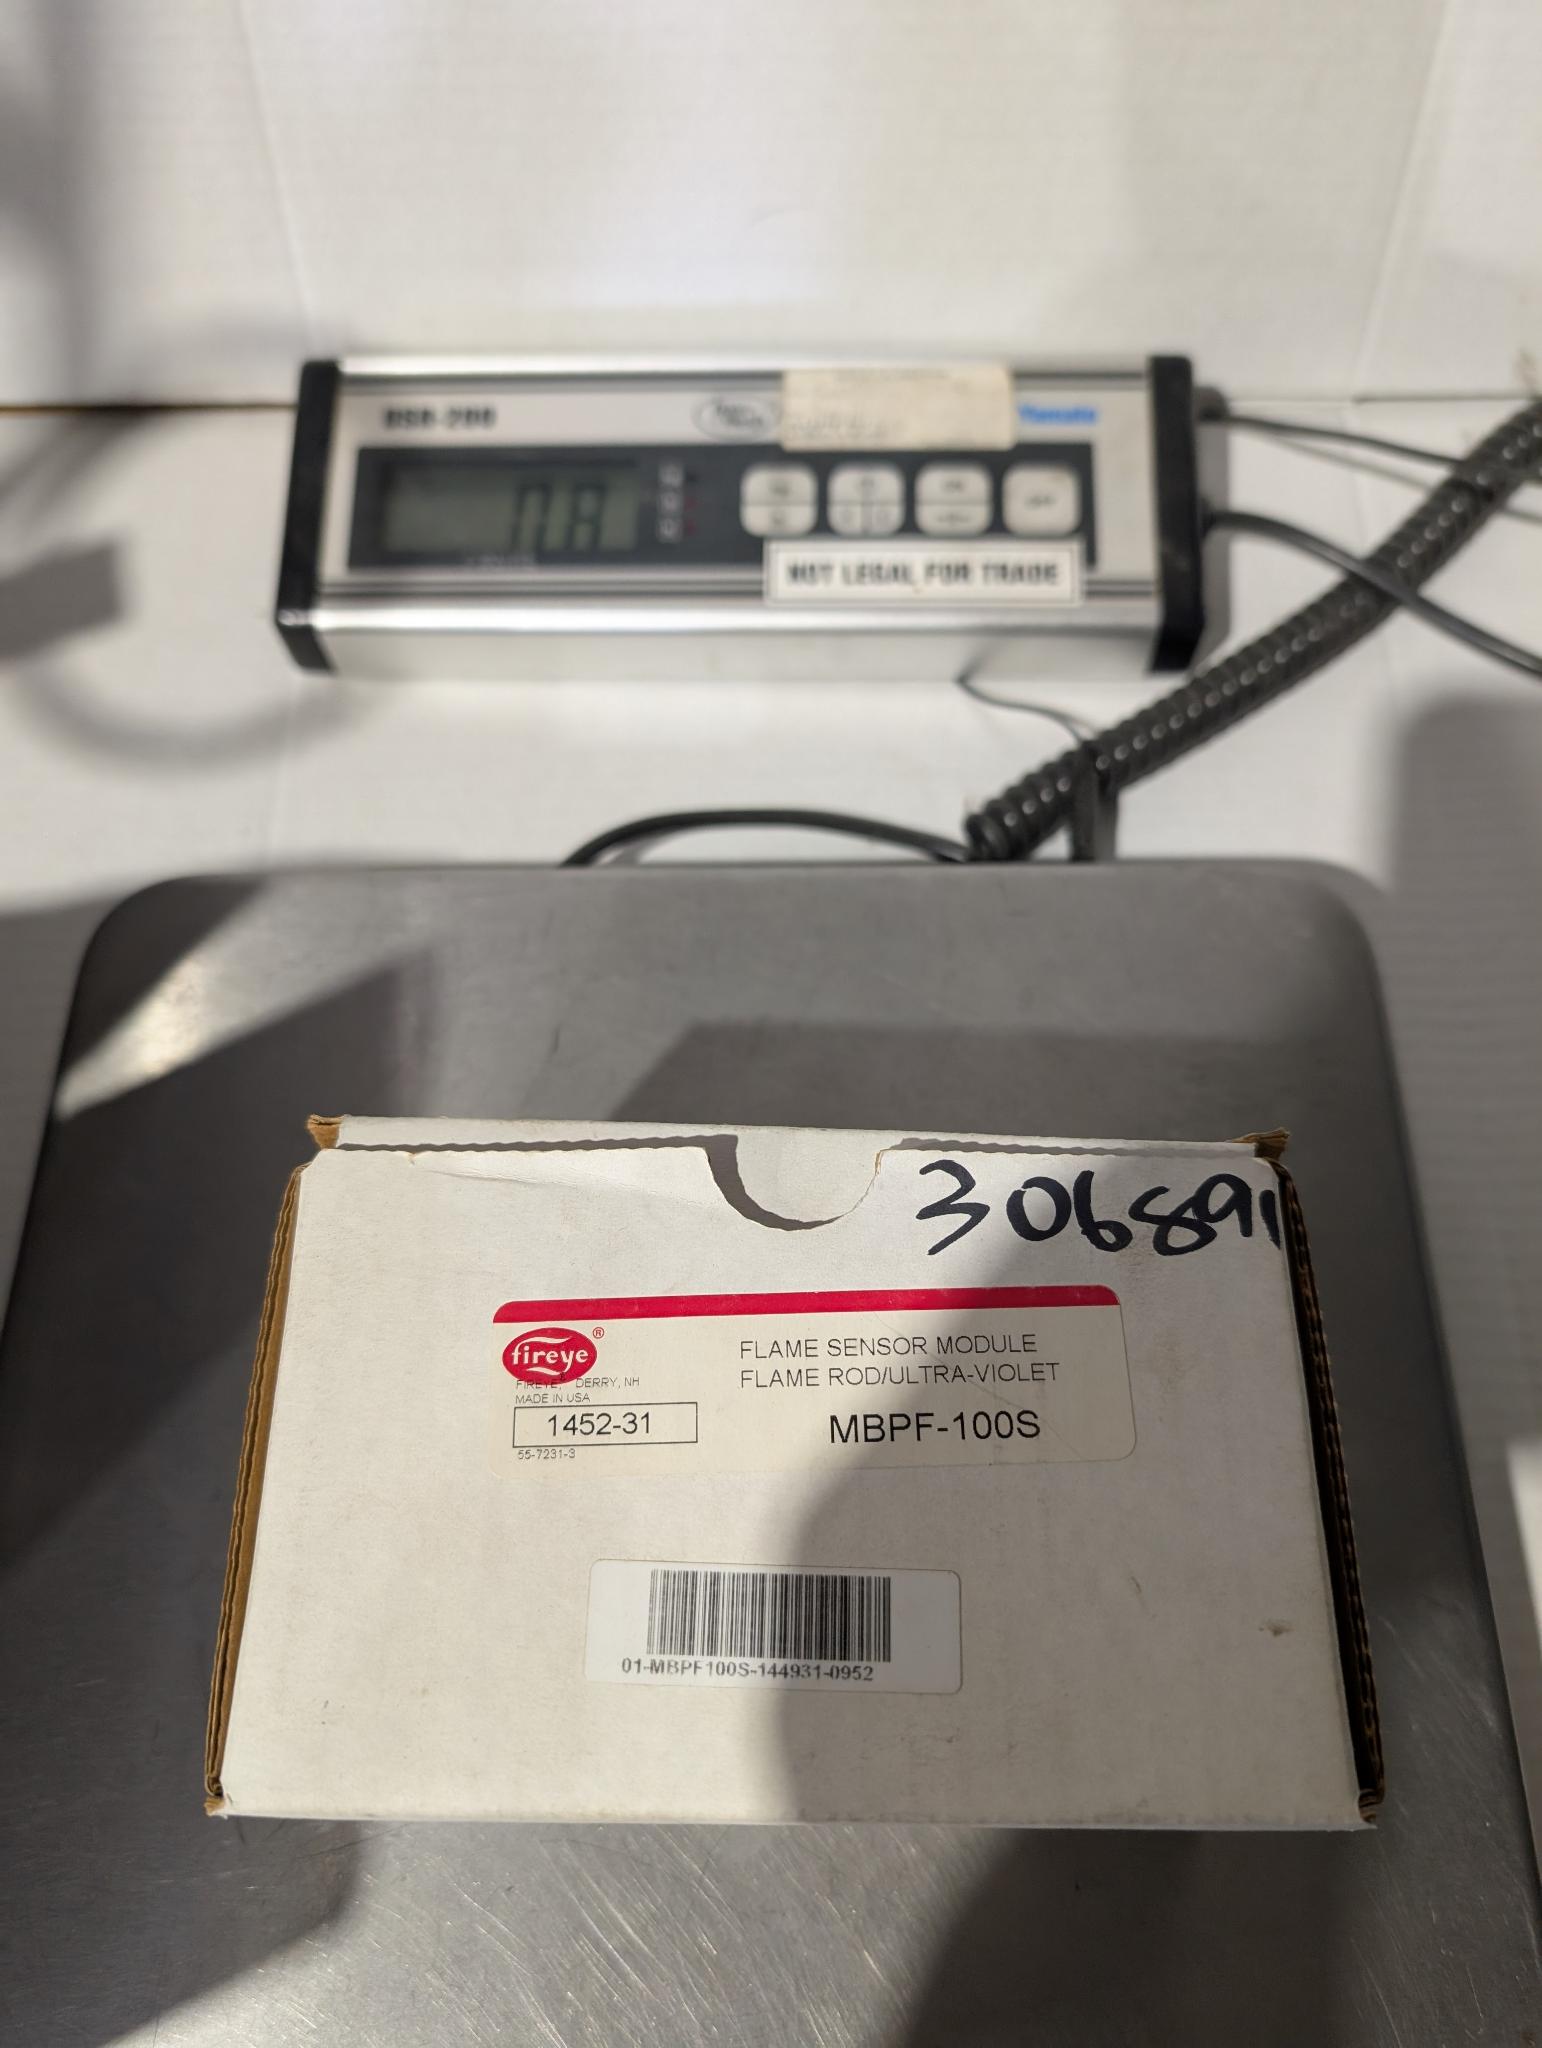 NOT LEGAL FOR TRADE
306891
fireye®
FLAME SENSOR MODULE
FLAME ROD/ULTRA-VIOLET
FIREYE® DERRY, NH
MADE IN USA
1452-31
MBPF-100S
55-7231-3
01-MBPF100S-144931-0952